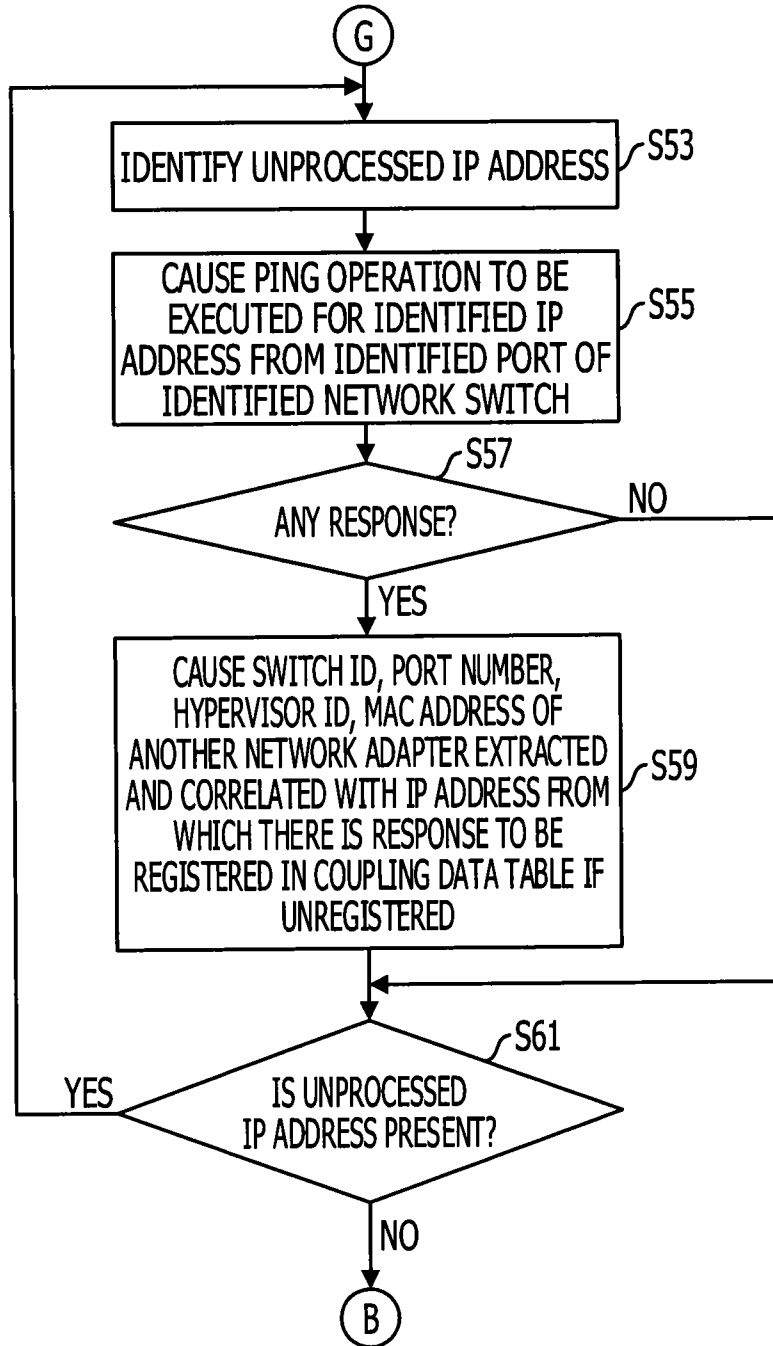 G
IDENTIFY UNPROCESSED IP ADDRESS
S53
CAUSE PING OPERATION TO BE
EXECUTED FOR IDENTIFIED IP
ADDRESS FROM IDENTIFIED PORT OF
IDENTIFIED NETWORK SWITCH
S55
S57
ANY RESPONSE?
NO
YES
CAUSE SWITCH ID, PORT NUMBER,
HYPERVISOR ID, MAC ADDRESS OF
ANOTHER NETWORK ADAPTER EXTRACTED
AND CORRELATED WITH IP ADDRESS FROM
WHICH THERE IS RESPONSE TO BE
REGISTERED IN COUPLING DATA TABLE IF
UNREGISTERED
S59
S61
YES
IS UNPROCESSED
IP ADDRESS PRESENT?
NO
B